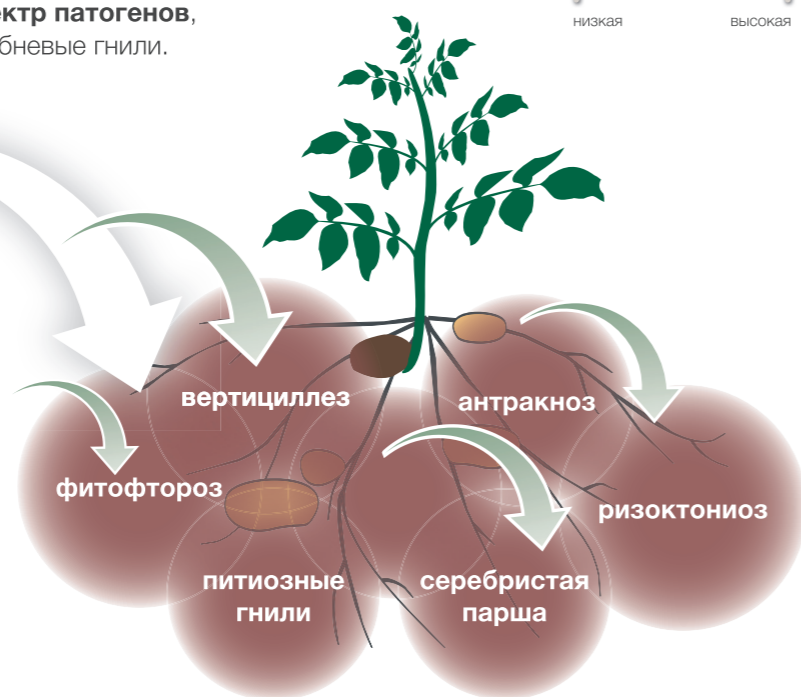 ектр патогенов,
бневые гнили.
низкая
высокая
вертициллез
антракноз
фитофтороз
ризоктониоз
питиозные
гнили
серебристая
парша